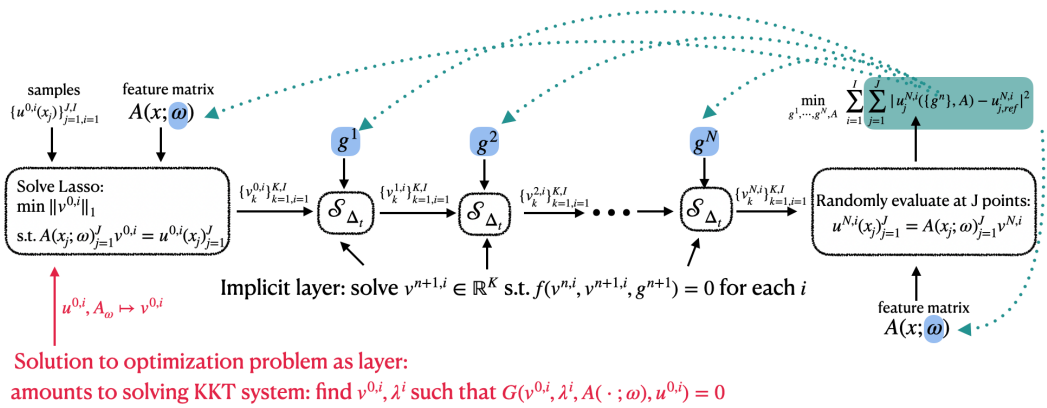 samples
{u^{0,i}(x_j)}_{j=1,i=1}^{J,I}
feature matrix
A(x; ω)
g^1
g^2
g^N
min_{g^1,⋯,g^N,A} ∑_{i=1}^{I} ∑_{j=1}^{J} | u_j^{N,i}({g^n}, A) − u_{j,ref}^{N,i} |^2
Solve Lasso:
min ∥v^{0,i}∥_1
s.t. A(x_j; ω)_{j=1}^J v^{0,i} = u^{0,i}(x_j)_{j=1}^J
{v_k^{0,i}}_{k=1,i=1}^{K,I}
𝒮_{Δ_t}
{v_k^{1,i}}_{k=1,i=1}^{K,I}
𝒮_{Δ_t}
{v_k^{2,i}}_{k=1,i=1}^{K,I}
• • •
𝒮_{Δ_t}
{v_k^{N,i}}_{k=1,i=1}^{K,I}
Randomly evaluate at J points:
u^{N,i}(x_j)_{j=1}^J = A(x_j; ω)_{j=1}^J v^{N,i}
Implicit layer: solve v^{n+1,i} ∈ ℝ^K s.t. f(v^{n,i}, v^{n+1,i}, g^{n+1}) = 0 for each i
feature matrix
A(x; ω)
u^{0,i}, A_ω ↦ v^{0,i}
Solution to optimization problem as layer:
amounts to solving KKT system: find v^{0,i}, λ^i such that G(v^{0,i}, λ^i, A( · ; ω), u^{0,i}) = 0